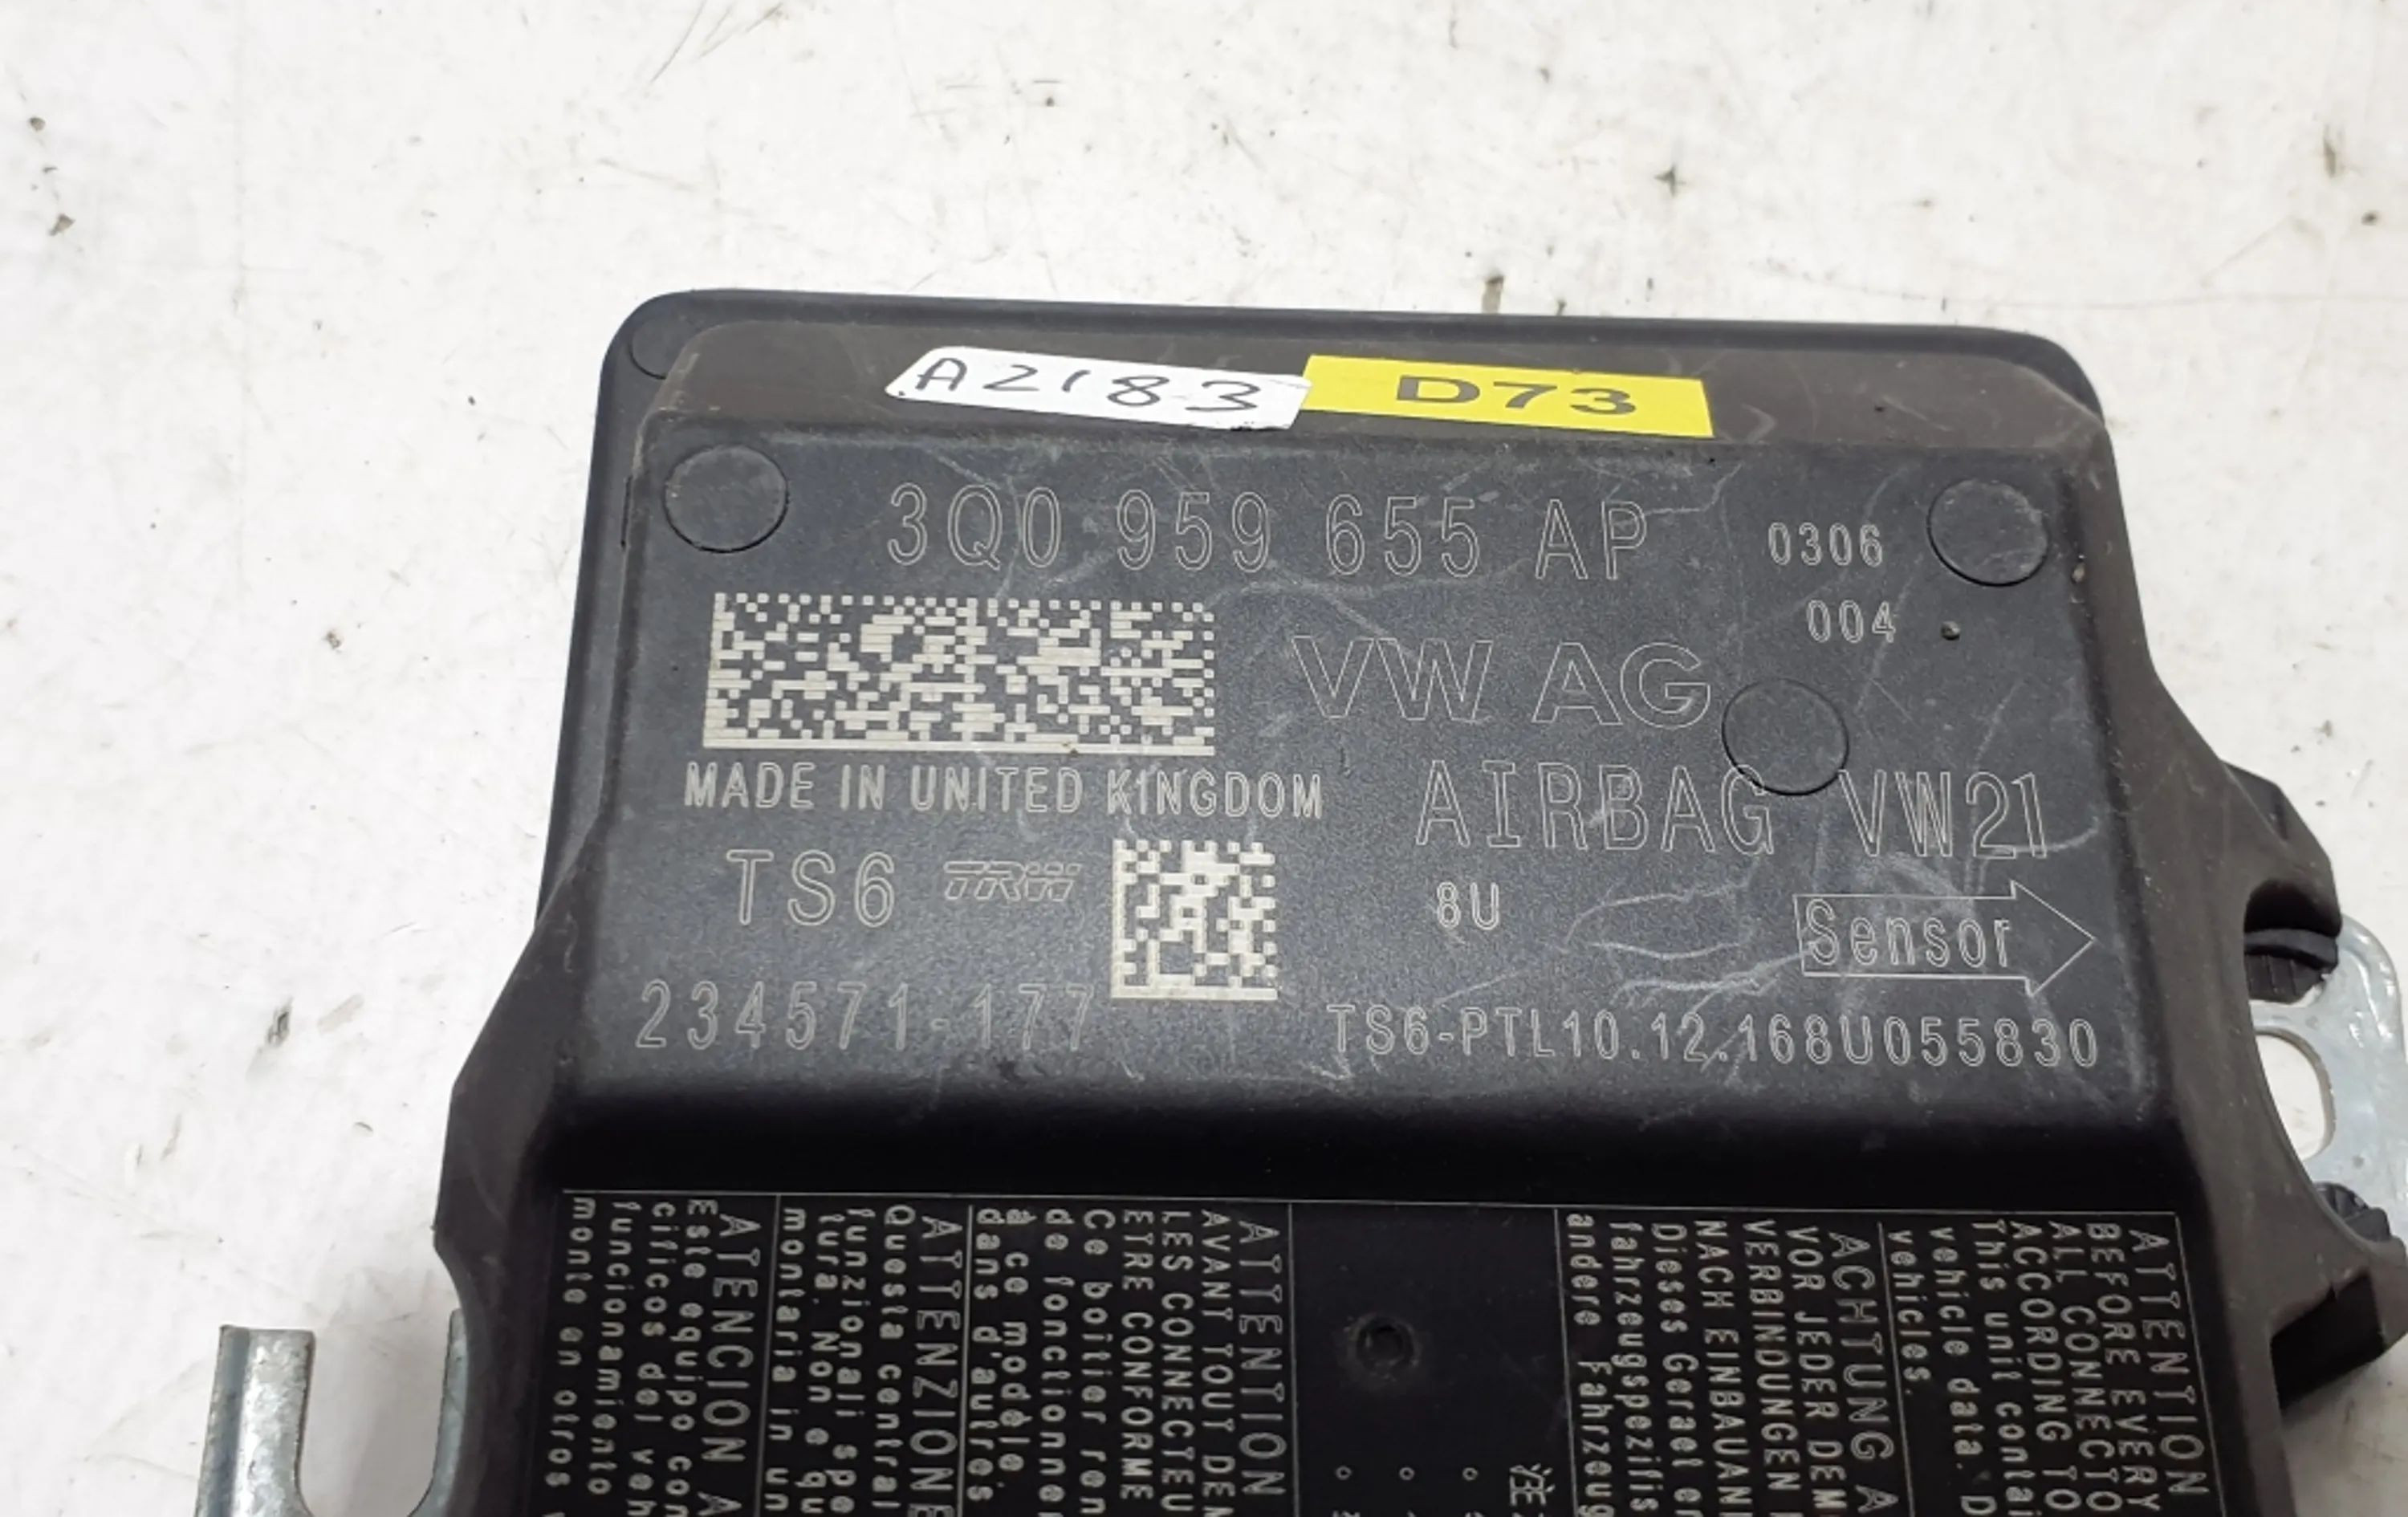 A2183
D73
3Q0 959 655 AP
0306
004
VW AG
MADE IN UNITED KINGDOM
AIRBAG VW21
TS6 TRW
8U
Sensor
234571-177
TS6-PTL10.12.168U055830
ATTENTION
BEFORE EVERY
ALL CONNECTO
ACCORDING TO
This unit contai
vehicle data. D
vehicles.
ACHTUNG A
VOR JEDER DEM
VERBINDUNGEN
NACH EINBAUAN
Dieses Geraet en
fahrzeugspezifis
andere Fahrzeug
注
ATTENTION
AVANT TOUT DEM
LES CONNECTEU
ETRE CONFORME
Ce boitier ren
de fonctionner
à ce modèle.
dans d'autres
ATTENZIONE
Questa central
funzionali spe
tura. Non e qu
montaria in un
ATENCION A
Este equipo con
cificos del veh
funcionamiento
monte en otros v